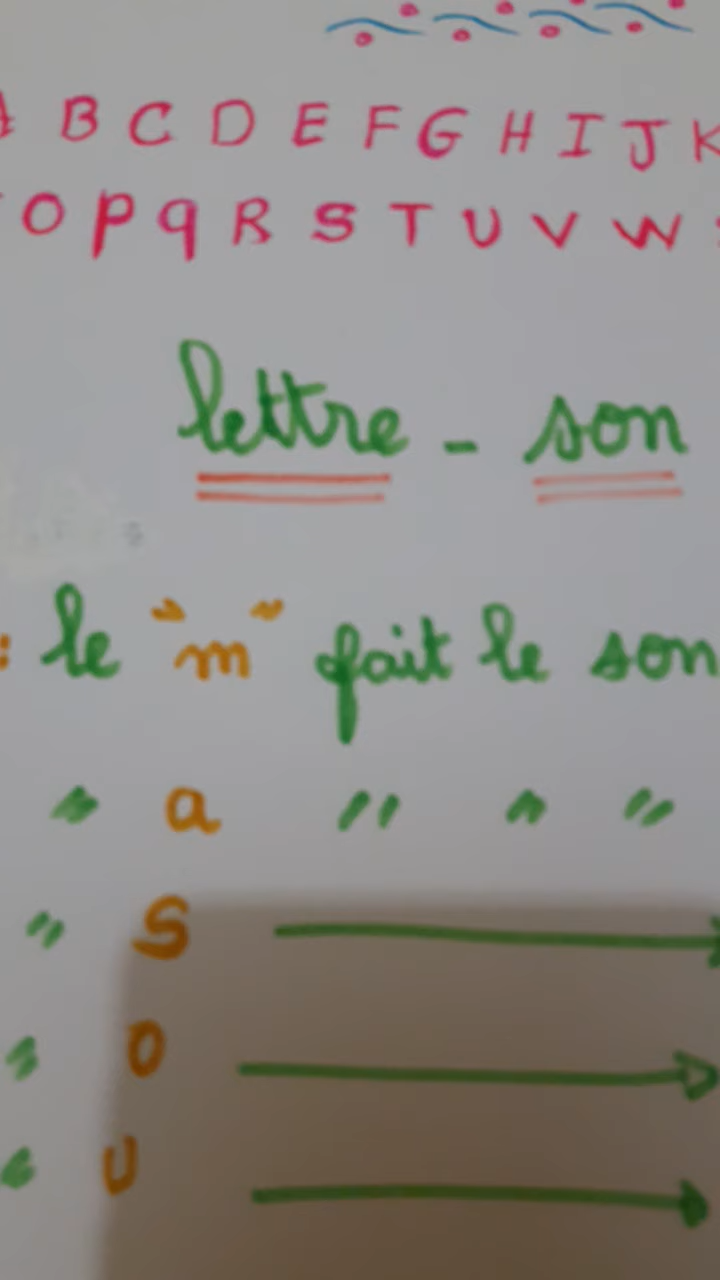 A B C D E F G H I J K
O P q R S T U V W
lettre - son
: le "m" fait le son
" a " " "
" S
" O
" U